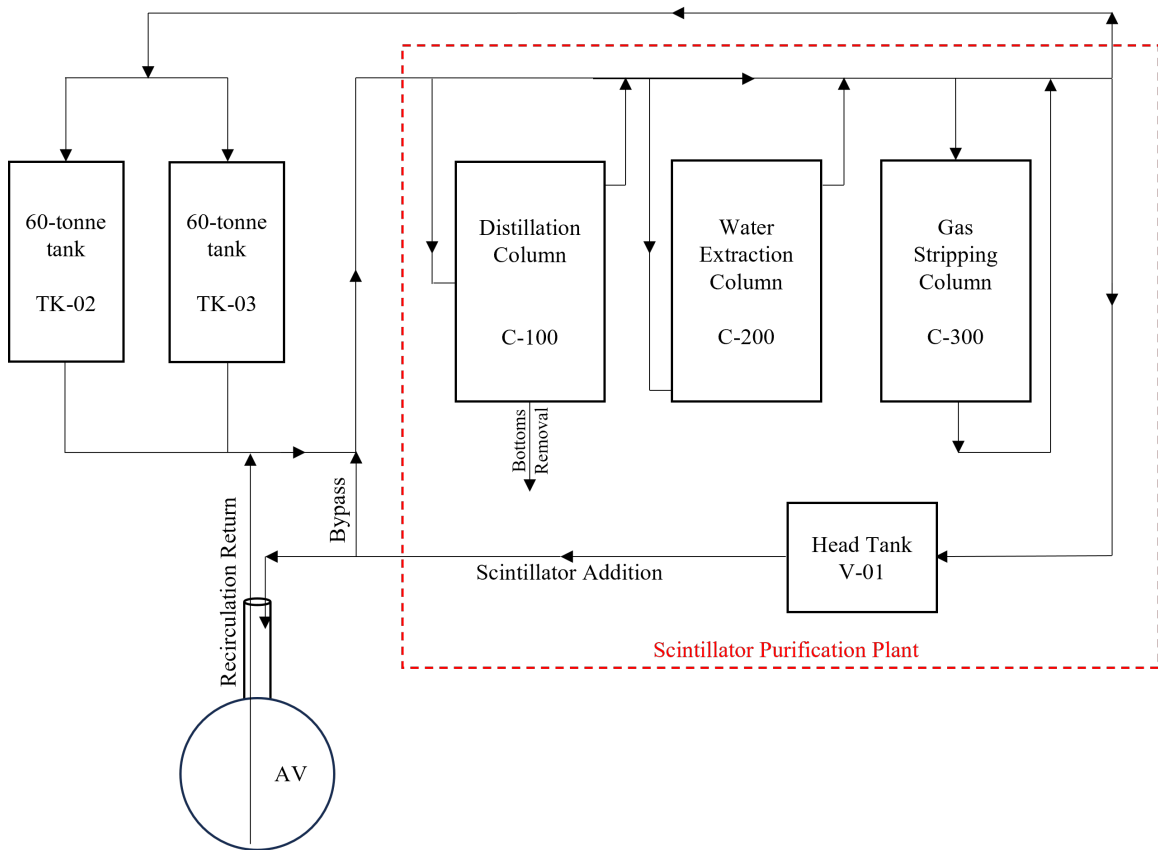 60-tonne
tank
TK-02
60-tonne
tank
TK-03
Distillation
Column
C-100
Water
Extraction
Column
C-200
Gas
Stripping
Column
C-300
Bottoms
Removal
Recirculation Return
Bypass
Scintillator Addition
Head Tank
V-01
Scintillator Purification Plant
AV